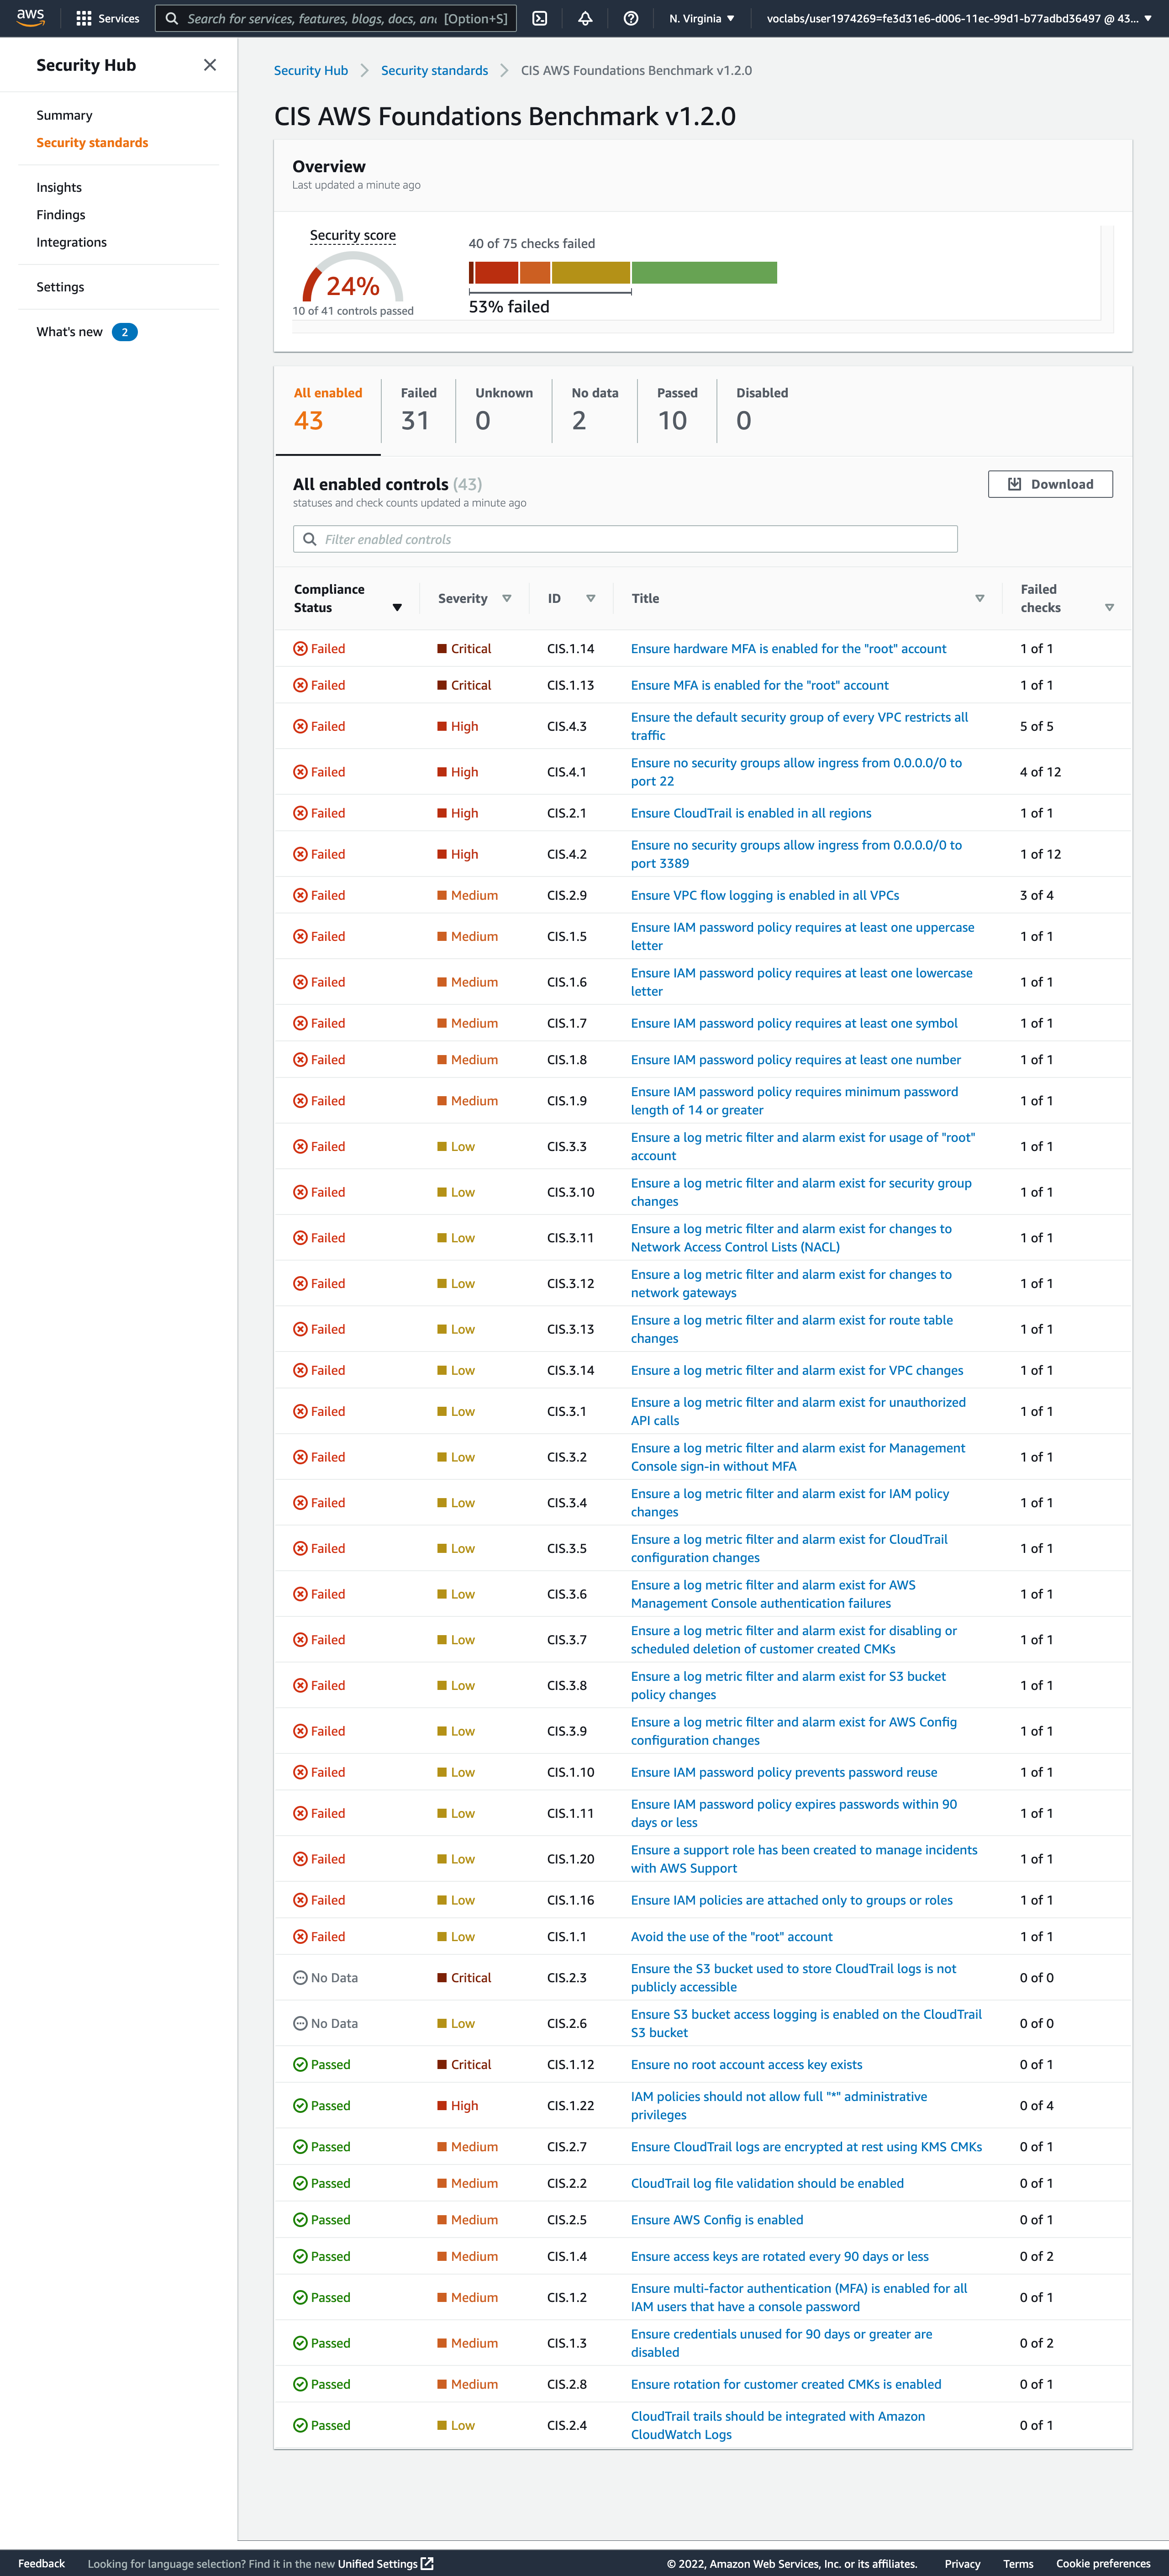 aws
Services
Search for services, features, blogs, docs, an [Option+S]
N. Virginia
voclabs/user1974269=fe3d31e6-d006-11ec-99d1-b77adbd36497 @ 43...
Security Hub
Summary
Security standards
Insights
Findings
Integrations
Settings
What's new 2
Security Hub Security standards CIS AWS Foundations Benchmark v1.2.0
CIS AWS Foundations Benchmark v1.2.0
Overview
Last updated a minute ago
Security score
24%
10 of 41 controls passed
40 of 75 checks failed
53% failed
All enabled Failed Unknown No data Passed Disabled
43 31 0 2 10 0
All enabled controls (43)
statuses and check counts updated a minute ago
Download
Filter enabled controls
Compliance Status Severity ID Title Failed checks
Failed Critical CIS.1.14 Ensure hardware MFA is enabled for the "root" account 1 of 1
Failed Critical CIS.1.13 Ensure MFA is enabled for the "root" account 1 of 1
Failed High CIS.4.3 Ensure the default security group of every VPC restricts all traffic 5 of 5
Failed High CIS.4.1 Ensure no security groups allow ingress from 0.0.0.0/0 to port 22 4 of 12
Failed High CIS.2.1 Ensure CloudTrail is enabled in all regions 1 of 1
Failed High CIS.4.2 Ensure no security groups allow ingress from 0.0.0.0/0 to port 3389 1 of 12
Failed Medium CIS.2.9 Ensure VPC flow logging is enabled in all VPCs 3 of 4
Failed Medium CIS.1.5 Ensure IAM password policy requires at least one uppercase letter 1 of 1
Failed Medium CIS.1.6 Ensure IAM password policy requires at least one lowercase letter 1 of 1
Failed Medium CIS.1.7 Ensure IAM password policy requires at least one symbol 1 of 1
Failed Medium CIS.1.8 Ensure IAM password policy requires at least one number 1 of 1
Failed Medium CIS.1.9 Ensure IAM password policy requires minimum password length of 14 or greater 1 of 1
Failed Low CIS.3.3 Ensure a log metric filter and alarm exist for usage of "root" account 1 of 1
Failed Low CIS.3.10 Ensure a log metric filter and alarm exist for security group changes 1 of 1
Failed Low CIS.3.11 Ensure a log metric filter and alarm exist for changes to Network Access Control Lists (NACL) 1 of 1
Failed Low CIS.3.12 Ensure a log metric filter and alarm exist for changes to network gateways 1 of 1
Failed Low CIS.3.13 Ensure a log metric filter and alarm exist for route table changes 1 of 1
Failed Low CIS.3.14 Ensure a log metric filter and alarm exist for VPC changes 1 of 1
Failed Low CIS.3.1 Ensure a log metric filter and alarm exist for unauthorized API calls 1 of 1
Failed Low CIS.3.2 Ensure a log metric filter and alarm exist for Management Console sign-in without MFA 1 of 1
Failed Low CIS.3.4 Ensure a log metric filter and alarm exist for IAM policy changes 1 of 1
Failed Low CIS.3.5 Ensure a log metric filter and alarm exist for CloudTrail configuration changes 1 of 1
Failed Low CIS.3.6 Ensure a log metric filter and alarm exist for AWS Management Console authentication failures 1 of 1
Failed Low CIS.3.7 Ensure a log metric filter and alarm exist for disabling or scheduled deletion of customer created CMKs 1 of 1
Failed Low CIS.3.8 Ensure a log metric filter and alarm exist for S3 bucket policy changes 1 of 1
Failed Low CIS.3.9 Ensure a log metric filter and alarm exist for AWS Config configuration changes 1 of 1
Failed Low CIS.1.10 Ensure IAM password policy prevents password reuse 1 of 1
Failed Low CIS.1.11 Ensure IAM password policy expires passwords within 90 days or less 1 of 1
Failed Low CIS.1.20 Ensure a support role has been created to manage incidents with AWS Support 1 of 1
Failed Low CIS.1.16 Ensure IAM policies are attached only to groups or roles 1 of 1
Failed Low CIS.1.1 Avoid the use of the "root" account 1 of 1
No Data Critical CIS.2.3 Ensure the S3 bucket used to store CloudTrail logs is not publicly accessible 0 of 0
No Data Low CIS.2.6 Ensure S3 bucket access logging is enabled on the CloudTrail S3 bucket 0 of 0
Passed Critical CIS.1.12 Ensure no root account access key exists 0 of 1
Passed High CIS.1.22 IAM policies should not allow full "*" administrative privileges 0 of 4
Passed Medium CIS.2.7 Ensure CloudTrail logs are encrypted at rest using KMS CMKs 0 of 1
Passed Medium CIS.2.2 CloudTrail log file validation should be enabled 0 of 1
Passed Medium CIS.2.5 Ensure AWS Config is enabled 0 of 1
Passed Medium CIS.1.4 Ensure access keys are rotated every 90 days or less 0 of 2
Passed Medium CIS.1.2 Ensure multi-factor authentication (MFA) is enabled for all IAM users that have a console password 0 of 1
Passed Medium CIS.1.3 Ensure credentials unused for 90 days or greater are disabled 0 of 2
Passed Medium CIS.2.8 Ensure rotation for customer created CMKs is enabled 0 of 1
Passed Low CIS.2.4 CloudTrail trails should be integrated with Amazon CloudWatch Logs 0 of 1
Feedback Looking for language selection? Find it in the new Unified Settings © 2022, Amazon Web Services, Inc. or its affiliates. Privacy Terms Cookie preferences